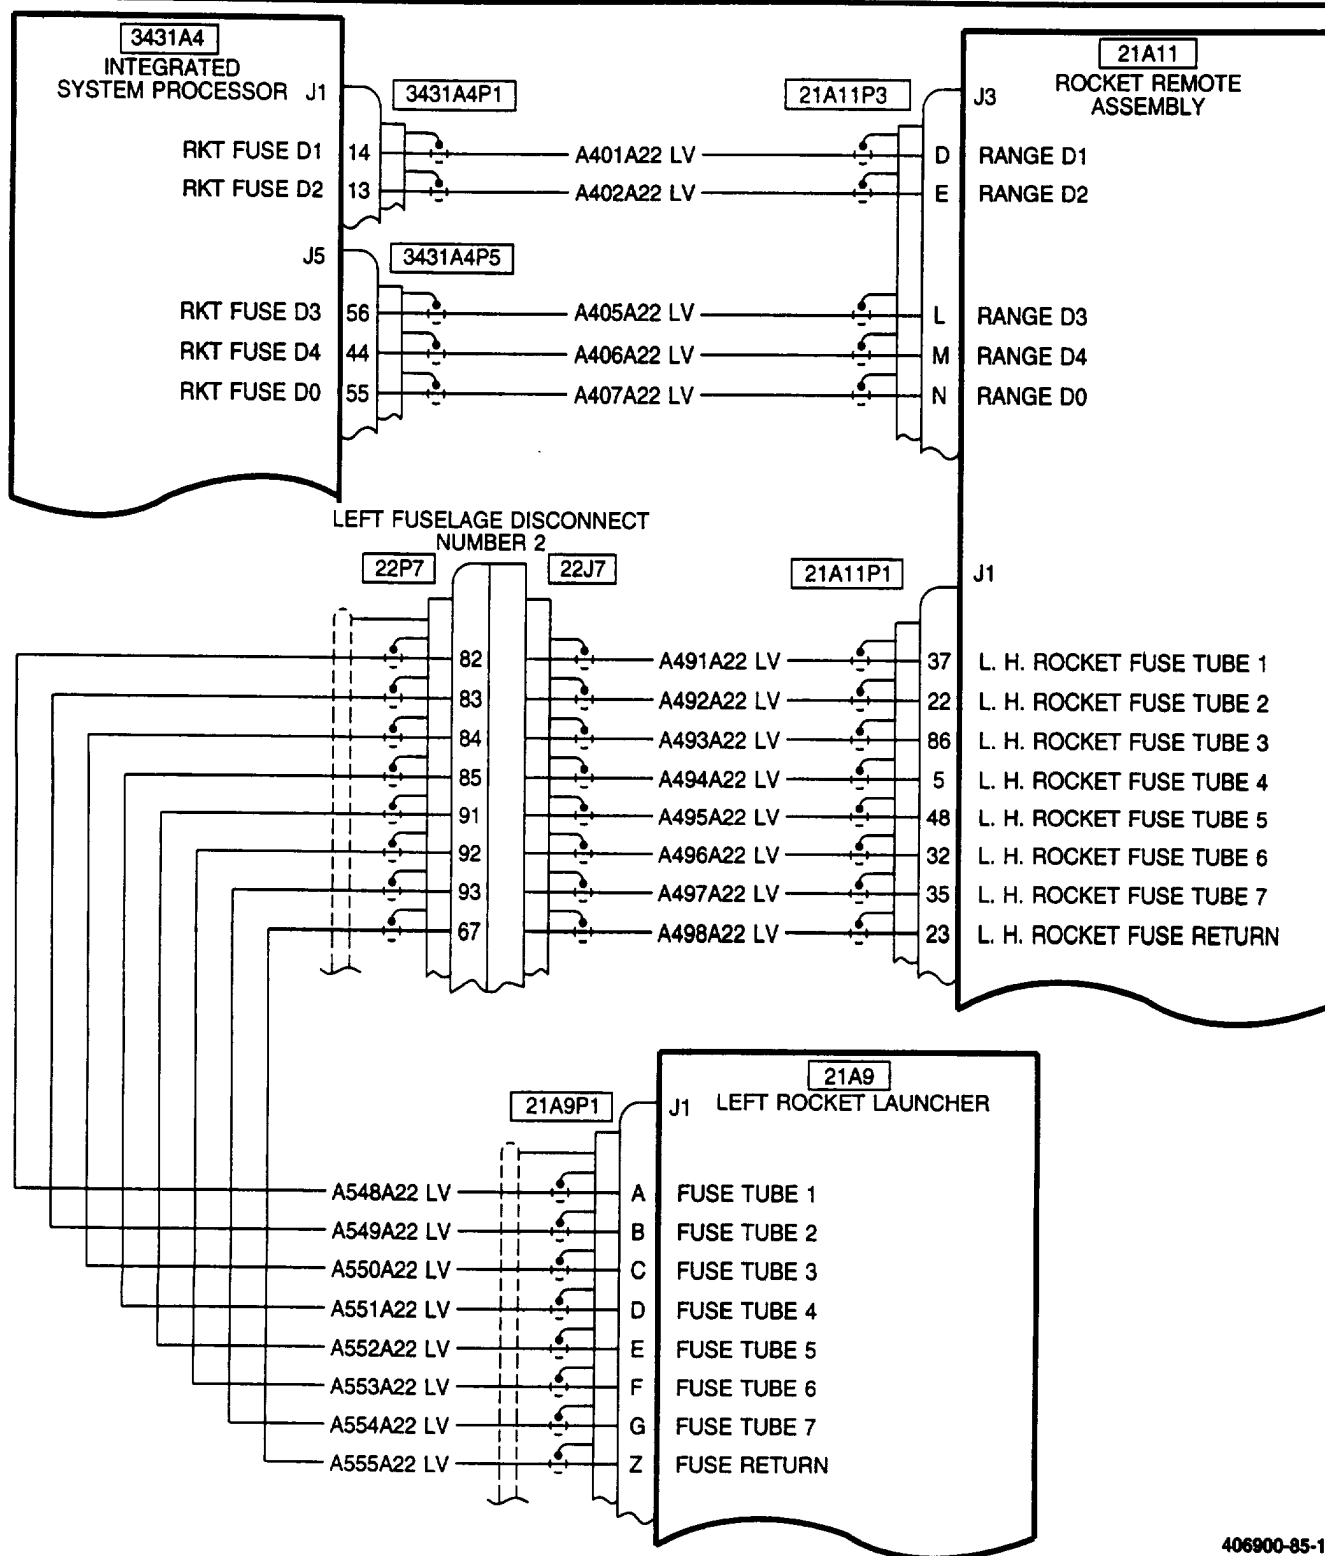 3431A4
INTEGRATED
SYSTEM PROCESSOR J1
3431A4P1
21A11P3
J3
21A11
ROCKET REMOTE
ASSEMBLY
RKT FUSE D1 14 A401A22 LV D RANGE D1
RKT FUSE D2 13 A402A22 LV E RANGE D2
J5 3431A4P5
RKT FUSE D3 56 A405A22 LV L RANGE D3
RKT FUSE D4 44 A406A22 LV M RANGE D4
RKT FUSE D0 55 A407A22 LV N RANGE D0
LEFT FUSELAGE DISCONNECT
NUMBER 2
22P7 22J7 21A11P1 J1
82 A491A22 LV 37 L. H. ROCKET FUSE TUBE 1
83 A492A22 LV 22 L. H. ROCKET FUSE TUBE 2
84 A493A22 LV 86 L. H. ROCKET FUSE TUBE 3
85 A494A22 LV 5 L. H. ROCKET FUSE TUBE 4
91 A495A22 LV 48 L. H. ROCKET FUSE TUBE 5
92 A496A22 LV 32 L. H. ROCKET FUSE TUBE 6
93 A497A22 LV 35 L. H. ROCKET FUSE TUBE 7
67 A498A22 LV 23 L. H. ROCKET FUSE RETURN
21A9
21A9P1 J1 LEFT ROCKET LAUNCHER
A548A22 LV A FUSE TUBE 1
A549A22 LV B FUSE TUBE 2
A550A22 LV C FUSE TUBE 3
A551A22 LV D FUSE TUBE 4
A552A22 LV E FUSE TUBE 5
A553A22 LV F FUSE TUBE 6
A554A22 LV G FUSE TUBE 7
A555A22 LV Z FUSE RETURN
406900-85-1